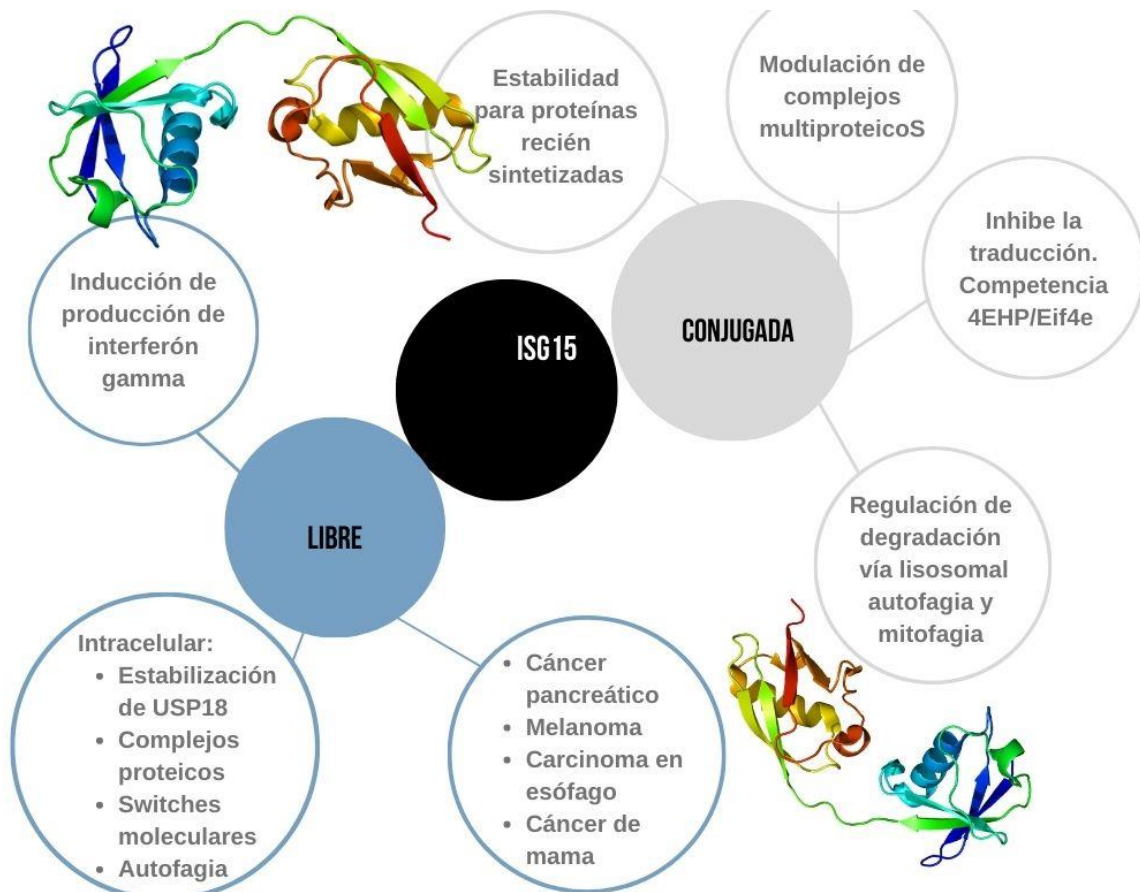 Estabilidad
para proteínas
recién
sintetizadas
Modulación de
complejos
multiproteicoS
Inhibe la
traducción.
Competencia
4EHP/Eif4e
Inducción de
producción de
interferón
gamma
ISG15
CONJUGADA
LIBRE
Regulación de
degradación
vía lisosomal
autofagia y
mitofagia
Intracelular:
• Estabilización
de USP18
• Complejos
proteicos
• Switches
moleculares
• Autofagia
• Cáncer
pancreático
• Melanoma
• Carcinoma en
esófago
• Cáncer de
mama